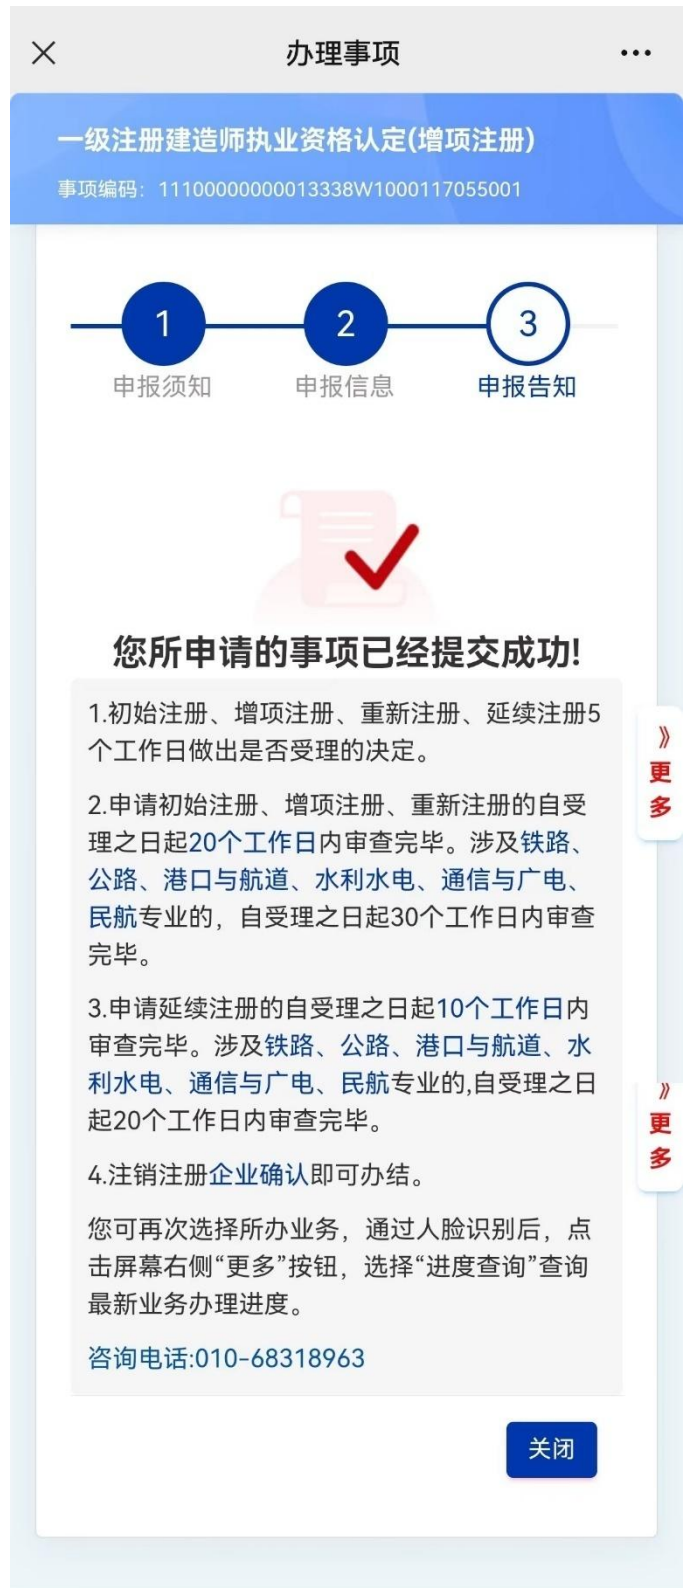 办理事项
一级注册建造师执业资格认定(增项注册)
事项编码：11100000000013338W1000117055001
1
2
3
申报须知
申报信息
申报告知
您所申请的事项已经提交成功!
1.初始注册、增项注册、重新注册、延续注册5
个工作日做出是否受理的决定。
2.申请初始注册、增项注册、重新注册的自受
理之日起20个工作日内审查完毕。涉及铁路、
公路、港口与航道、水利水电、通信与广电、
民航专业的，自受理之日起30个工作日内审查
完毕。
3.申请延续注册的自受理之日起10个工作日内
审查完毕。涉及铁路、公路、港口与航道、水
利水电、通信与广电、民航专业的,自受理之日
起20个工作日内审查完毕。
4.注销注册企业确认即可办结。
您可再次选择所办业务，通过人脸识别后，点
击屏幕右侧“更多”按钮，选择“进度查询”查询
最新业务办理进度。
咨询电话:010-68318963
关闭
》
更
多
》
更
多